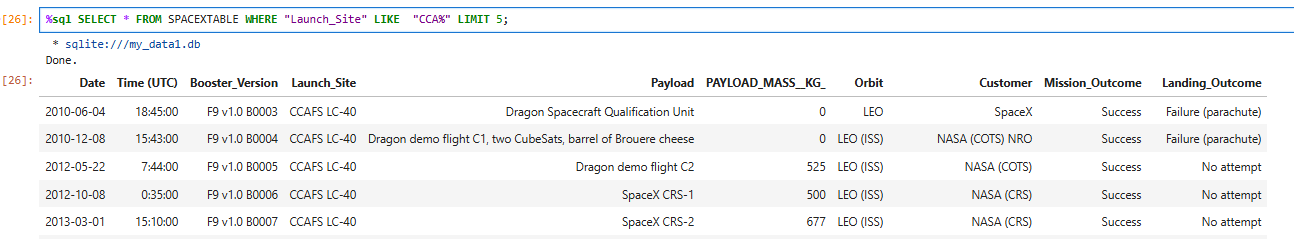 [26]: %sql SELECT * FROM SPACEXTABLE WHERE "Launch_Site" LIKE  "CCA%" LIMIT 5;
* sqlite:///my_data1.db
Done.
[26]: Date Time (UTC) Booster_Version Launch_Site Payload PAYLOAD_MASS__KG_ Orbit Customer Mission_Outcome Landing_Outcome
2010-06-04 18:45:00 F9 v1.0 B0003 CCAFS LC-40 Dragon Spacecraft Qualification Unit 0 LEO SpaceX Success Failure (parachute)
2010-12-08 15:43:00 F9 v1.0 B0004 CCAFS LC-40 Dragon demo flight C1, two CubeSats, barrel of Brouere cheese 0 LEO (ISS) NASA (COTS) NRO Success Failure (parachute)
2012-05-22 7:44:00 F9 v1.0 B0005 CCAFS LC-40 Dragon demo flight C2 525 LEO (ISS) NASA (COTS) Success No attempt
2012-10-08 0:35:00 F9 v1.0 B0006 CCAFS LC-40 SpaceX CRS-1 500 LEO (ISS) NASA (CRS) Success No attempt
2013-03-01 15:10:00 F9 v1.0 B0007 CCAFS LC-40 SpaceX CRS-2 677 LEO (ISS) NASA (CRS) Success No attempt